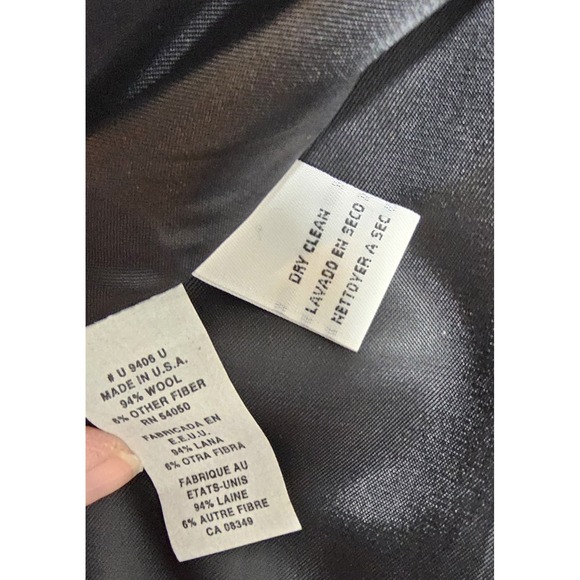 DRY CLEAN
LAVADO EN SECO
NETTOYER A SEC
# U 9406 U
MADE IN U.S.A.
94% WOOL
6% OTHER FIBER
RN 54050
FABRICADA EN
E.E.U.U.
94% LANA
6% OTRA FIBRA
FABRIQUE AU
ETATS-UNIS
94% LAINE
6% AUTRE FIBRE
CA 08349